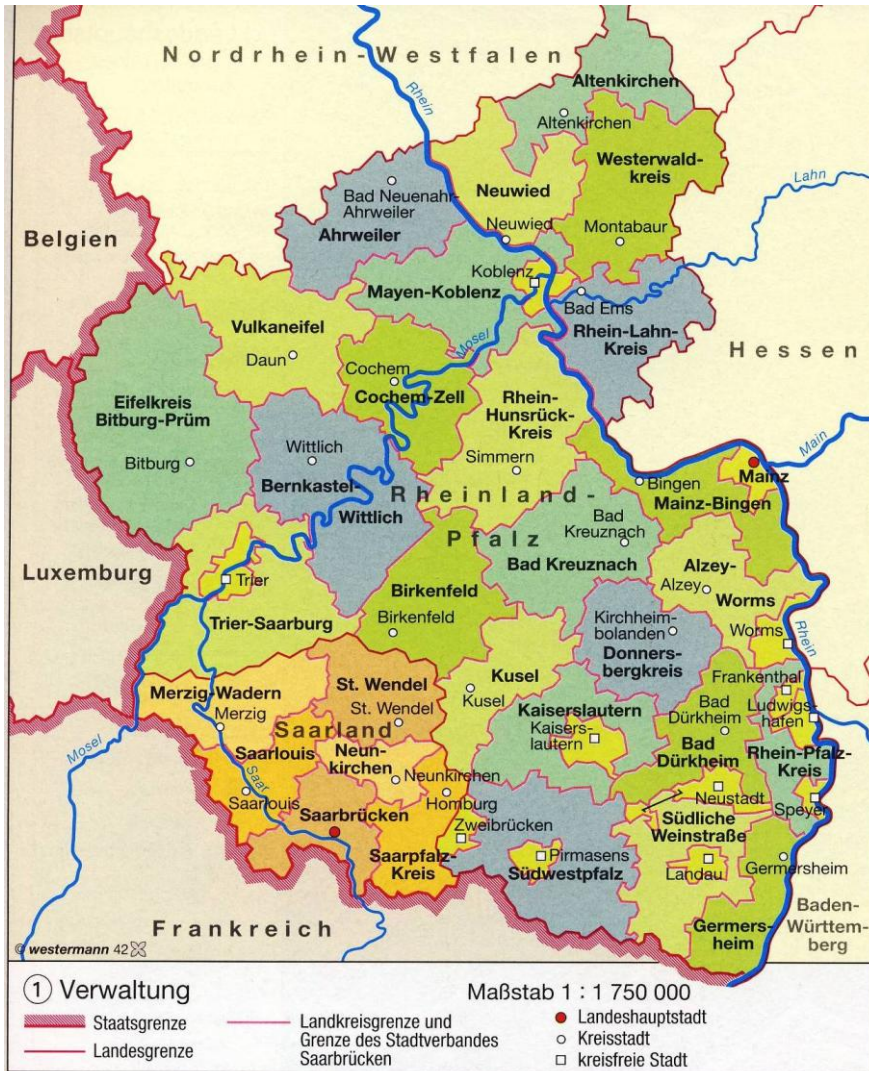 Nordrhein-Westfalen
Altenkirchen
Rhein
Altenkirchen
Westerwald-
kreis
Lahn
Bad Neuenahr-
Ahrweiler
Neuwied
Belgien
Ahrweiler
Neuwied
Montabaur
Koblenz
Mayen-Koblenz
Bad Ems
Vulkaneifel
Mosel
Rhein-Lahn-
Kreis
Hessen
Daun
Cochem
Cochem-Zell
Rhein-
Hunsrück-
Kreis
Eifelkreis
Bitburg-Prüm
Wittlich
Main
Bitburg
Simmern
Mainz
Bernkastel-
Wittlich
Bingen
Mainz-Bingen
Rheinland-
Pfalz
Bad
Kreuznach
Bad Kreuznach
Luxemburg
Trier
Birkenfeld
Alzey-
Alzey
Worms
Trier-Saarburg
Birkenfeld
Kirchheim-
bolanden
Donners-
bergkreis
Worms
Rhein
Merzig-Wadern
St. Wendel
Kusel
Frankenthal
Merzig
St. Wendel
Kusel
Kaiserslautern
Bad
Dürkheim
Ludwigs-
hafen
Saarland
Kaisers-
lautern
Mosel
Saarlouis
Neun-
kirchen
Bad
Dürkheim
Rhein-Pfalz-
Kreis
Saar
Neunkirchen
Saarlouis
Homburg
Neustadt
Speyer
Saarbrücken
Zweibrücken
Südliche
Weinstraße
Saarpfalz-
Kreis
Pirmasens
Südwestpfalz
Landau
Germersheim
Frankreich
Germers-
heim
Baden-
Württem-
berg
© westermann 42
1 Verwaltung
Maßstab 1 : 1 750 000
Staatsgrenze
Landesgrenze
Landkreisgrenze und
Grenze des Stadtverbandes
Saarbrücken
Landeshauptstadt
Kreisstadt
kreisfreie Stadt